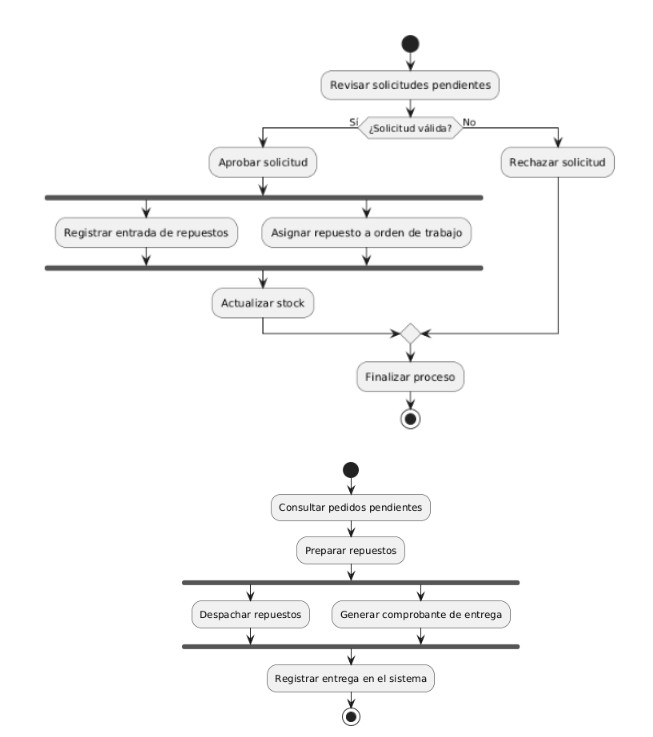 Revisar solicitudes pendientes
Sí
¿Solicitud válida?
No
Aprobar solicitud
Rechazar solicitud
Registrar entrada de repuestos
Asignar repuesto a orden de trabajo
Actualizar stock
Finalizar proceso
Consultar pedidos pendientes
Preparar repuestos
Despachar repuestos
Generar comprobante de entrega
Registrar entrega en el sistema